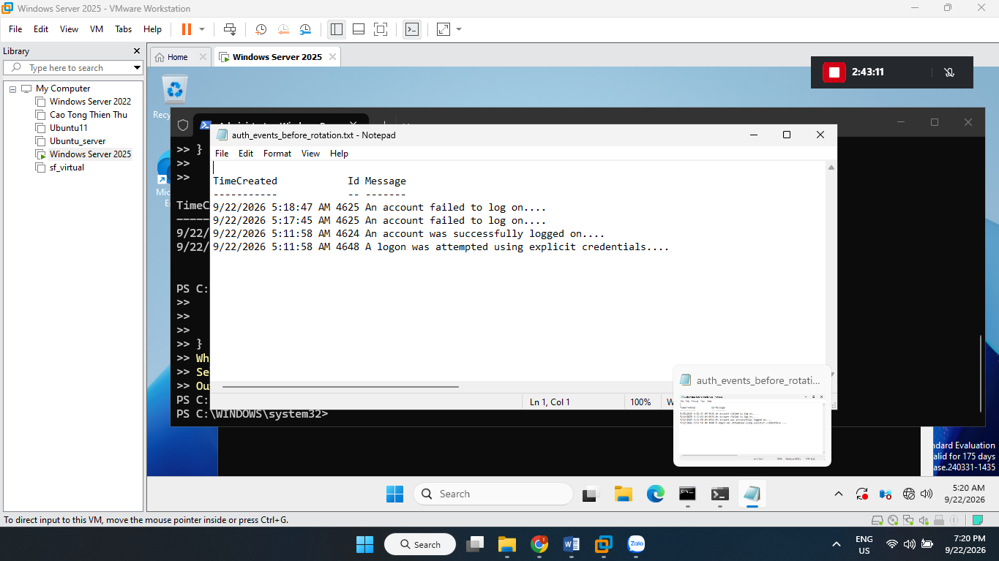 Windows Server 2025 - VMware Workstation
File Edit View VM Tabs Help
Library
Type here to search
My Computer
Windows Server 2022
Cao Tong Thien Thu
Ubuntu11
Ubuntu_server
Windows Server 2025
sf_virtual
Home
Windows Server 2025
2:43:11
Recy
Mic
E
auth_events_before_rotation.txt - Notepad
File Edit Format View Help
TimeCreated Id Message
----------- -- -------
9/22/2026 5:18:47 AM 4625 An account failed to log on....
9/22/2026 5:17:45 AM 4625 An account failed to log on....
9/22/2026 5:11:58 AM 4624 An account was successfully logged on....
9/22/2026 5:11:58 AM 4648 A logon was attempted using explicit credentials....
Ln 1, Col 1 100% W
>> }
>>
>>
TimeC
-----
9/22/
9/22/
PS C:
>>
>>
>>
>> }
>> Wh
>> Se
>> Ou
PS C:
PS C:\WINDOWS\system32>
auth_events_before_rotati...
ndard Evaluation
alid for 175 days
ase.240331-1435
Search
5:20 AM
9/22/2026
To direct input to this VM, move the mouse pointer inside or press Ctrl+G.
Search
Zalo
ENG
US
7:20 PM
9/22/2026